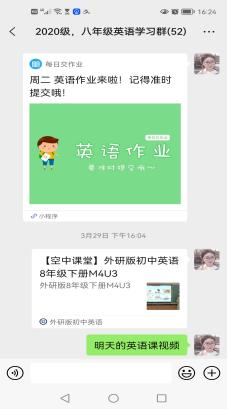 16:24
2020级，八年级英语学习群(52)
每日交作业
周二 英语作业来啦！记得准时
提交哦！
英语作业
要准时提交哦～
小程序
3月29日 下午16:04
【空中课堂】外研版初中英语
8年级下册M4U3
外研版8年级下册M4U3
外研版初中英语
明天的英语课视频